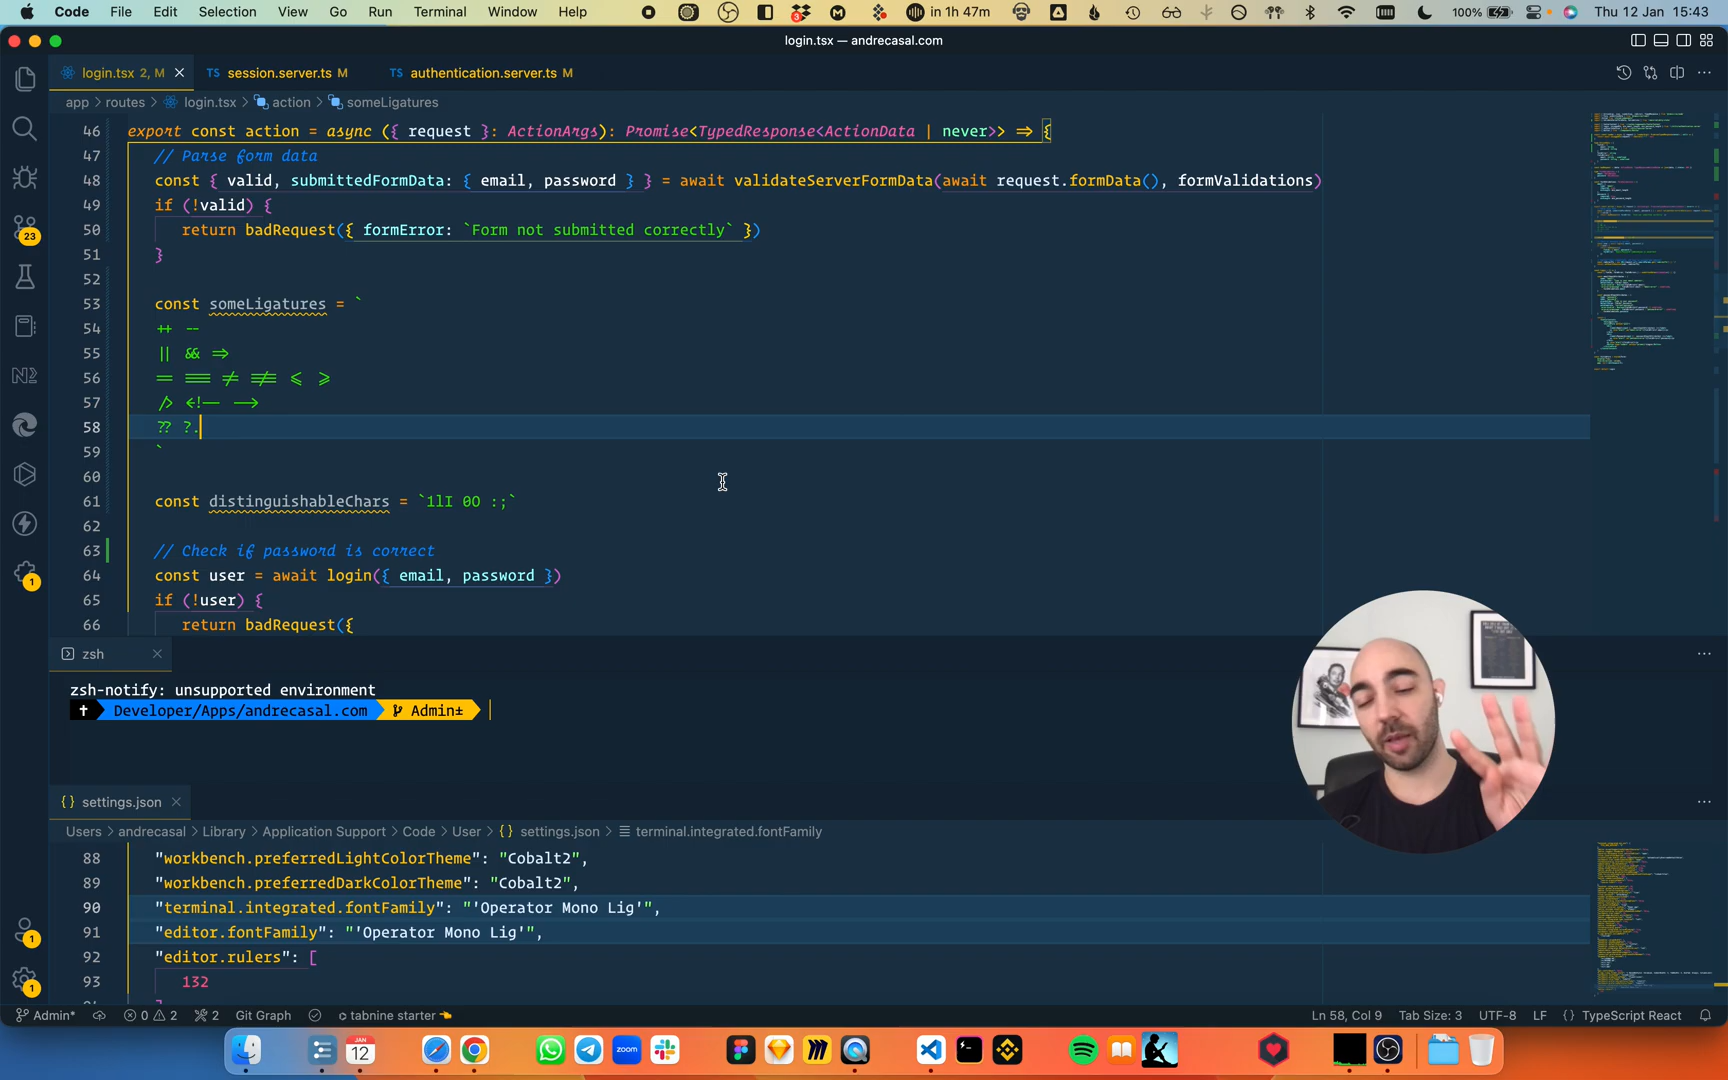 Code File Edit Selection View Go Run Terminal Window Help 3 in 1h 47m 100% Thu 12 Jan 15:43
login.tsx — andrecasal.com
login.tsx 2, M TS session.server.ts M TS authentication.server.ts M
app > routes > login.tsx > action > someLigatures
46 export const action = async ({ request }: ActionArgs): Promise<TypedResponse<ActionData | never>> => {
47 // Parse form data
48 const { valid, submittedFormData: { email, password } } = await validateServerFormData(await request.formData(), formValidations)
49 if (!valid) {
50 return badRequest({ formError: `Form not submitted correctly` })
51 }
52
53 const someLigatures = `
54 ++ --
55 || && =>
56 == === != !== <= >=
57 /> <!-- -->
58 ?? ?.
59 `
60
61 const distinguishableChars = `1lI 0O :;`
62
63 // Check if password is correct
64 const user = await login({ email, password })
65 if (!user) {
66 return badRequest({
23
1
zsh
zsh-notify: unsupported environment
Developer/Apps/andrecasal.com Admin±
{} settings.json
Users > andrecasal > Library > Application Support > Code > User > {} settings.json > terminal.integrated.fontFamily
88 "workbench.preferredLightColorTheme": "Cobalt2",
89 "workbench.preferredDarkColorTheme": "Cobalt2",
90 "terminal.integrated.fontFamily": "'Operator Mono Lig'",
91 "editor.fontFamily": "'Operator Mono Lig'",
92 "editor.rulers": [
93 132
1
1
Admin* 0 2 2 Git Graph tabnine starter Ln 58, Col 9 Tab Size: 3 UTF-8 LF {} TypeScript React
JAN
12
zoom